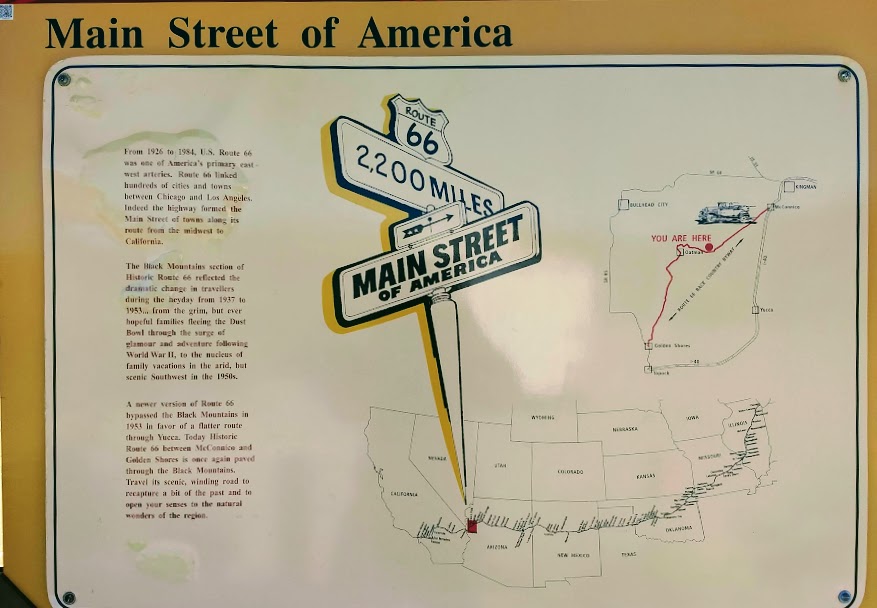 Main Street of America
From 1926 to 1984, U.S. Route 66
was one of America's primary east-
west arteries. Route 66 linked
hundreds of cities and towns
between Chicago and Los Angeles.
Indeed the highway formed the
Main Street of towns along its
route from the midwest to
California.
The Black Mountains section of
Historic Route 66 reflected the
dramatic change in travellers
during the heyday from 1937 to
1953... from the grim, but ever
hopeful families fleeing the Dust
Bowl through the surge of
glamour and adventure following
World War II, to the nucleus of
family vacations in the arid, but
scenic Southwest in the 1950s.
A newer version of Route 66
bypassed the Black Mountains in
1953 in favor of a flatter route
through Yucca. Today Historic
Route 66 between McConnico and
Golden Shores is once again paved
through the Black Mountains.
Travel its scenic, winding road to
recapture a bit of the past and to
open your senses to the natural
wonders of the region.
ROUTE
66
2,200 MILES
MAIN STREET
OF AMERICA
KINGMAN
BULLHEAD CITY
McConnico
YOU ARE HERE
Oatman
ROUTE 66 BACK COUNTRY BYWAY
I-40
Yucca
Golden Shores
I-40
Topock
WYOMING
NEBRASKA
IOWA
ILLINOIS
NEVADA
UTAH
COLORADO
KANSAS
MISSOURI
CALIFORNIA
ARIZONA
NEW MEXICO
TEXAS
OKLAHOMA